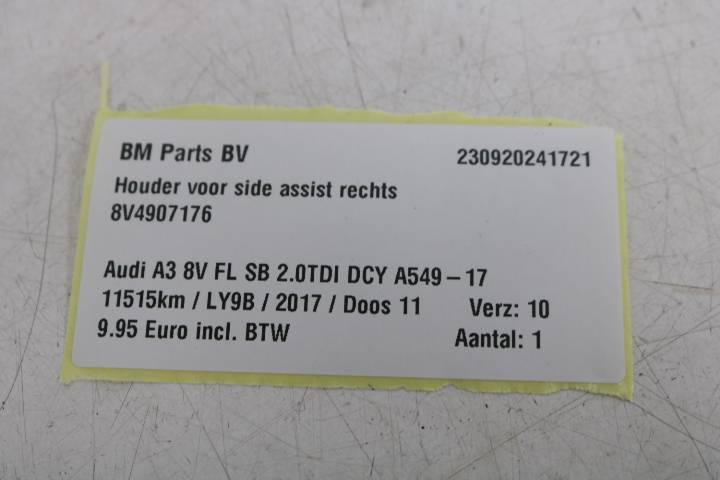 BM Parts BV 230920241721
Houder voor side assist rechts
8V4907176
Audi A3 8V FL SB 2.0TDI DCY A549 – 17
11515km / LY9B / 2017 / Doos 11 Verz: 10
9.95 Euro incl. BTW Aantal: 1